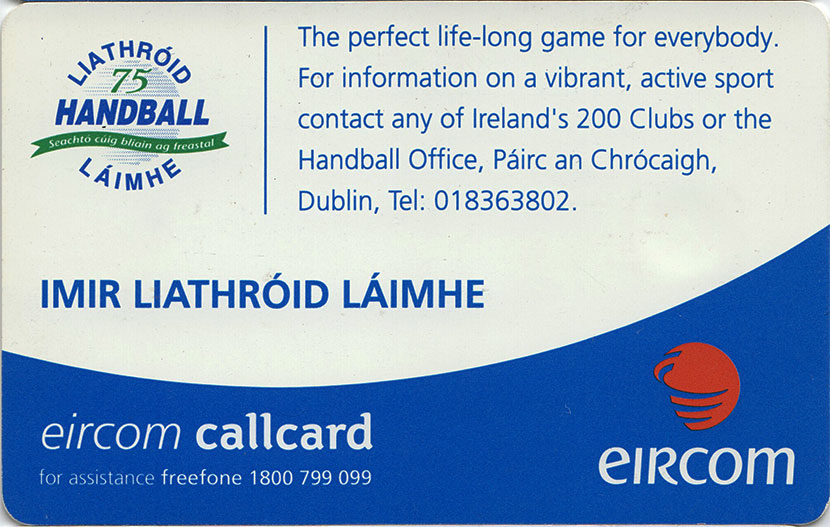 LIATHRÓID
75
HANDBALL
Seachtó cúig bliain ag freastal
LÁIMHE
The perfect life-long game for everybody.
For information on a vibrant, active sport
contact any of Ireland's 200 Clubs or the
Handball Office, Páirc an Chrócaigh,
Dublin, Tel: 018363802.
IMIR LIATHRÓID LÁIMHE
eircom callcard
for assistance freefone 1800 799 099
eircom